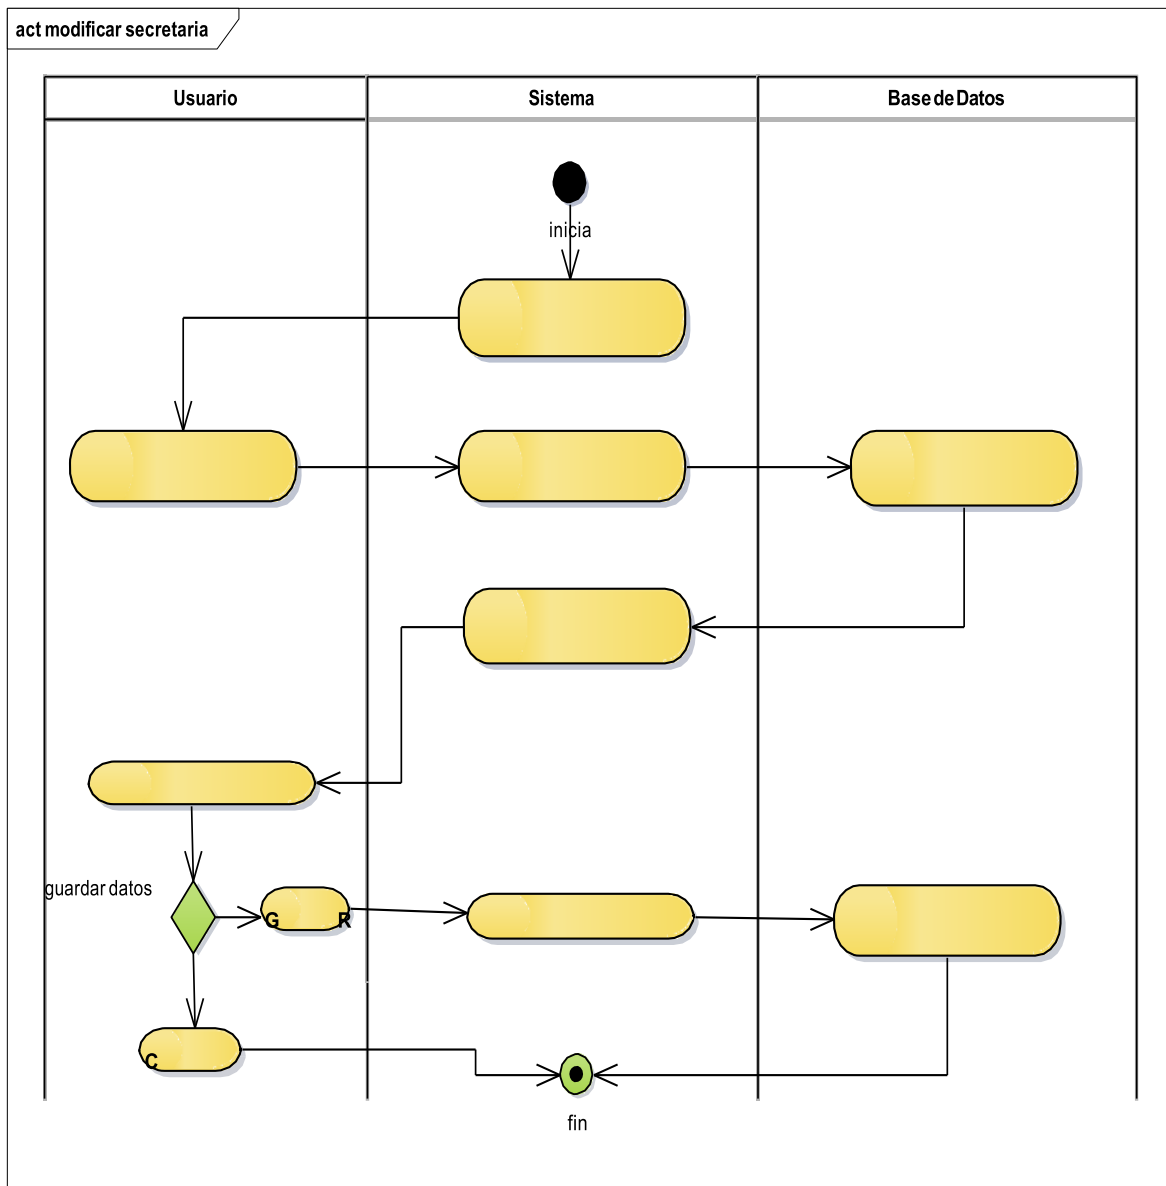 act modificar secretaria
Usuario
Sistema
Base de Datos
inicia
guardar datos
G R
C
fin